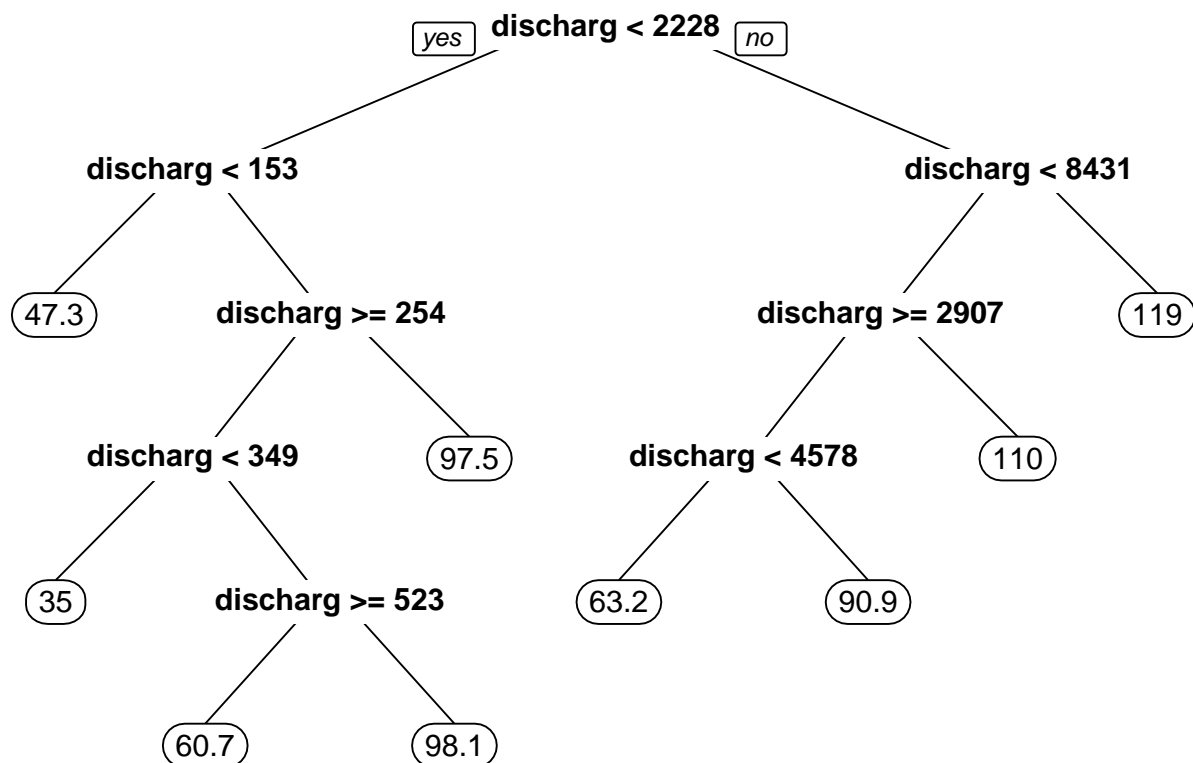 yes discharg < 2228 no
discharg < 153 discharg < 8431
47.3 discharg >= 254 discharg >= 2907 119
discharg < 349 97.5 discharg < 4578 110
35 discharg >= 523 63.2 90.9
60.7 98.1